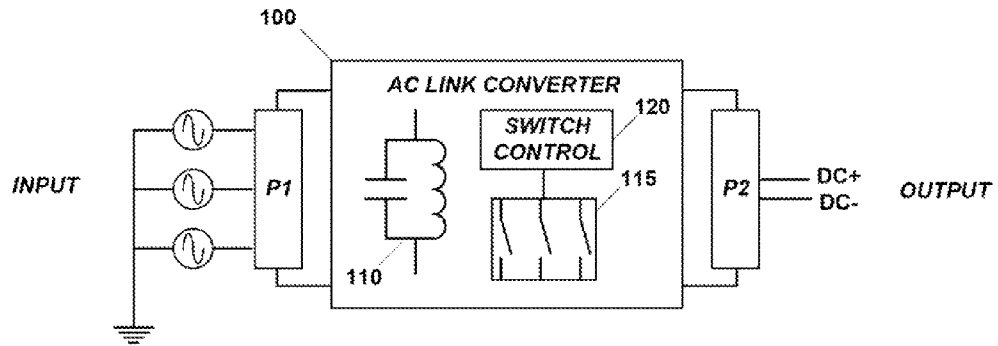 100
AC LINK CONVERTER
120
SWITCH
CONTROL
115
INPUT
P1
110
P2
DC+
DC-
OUTPUT